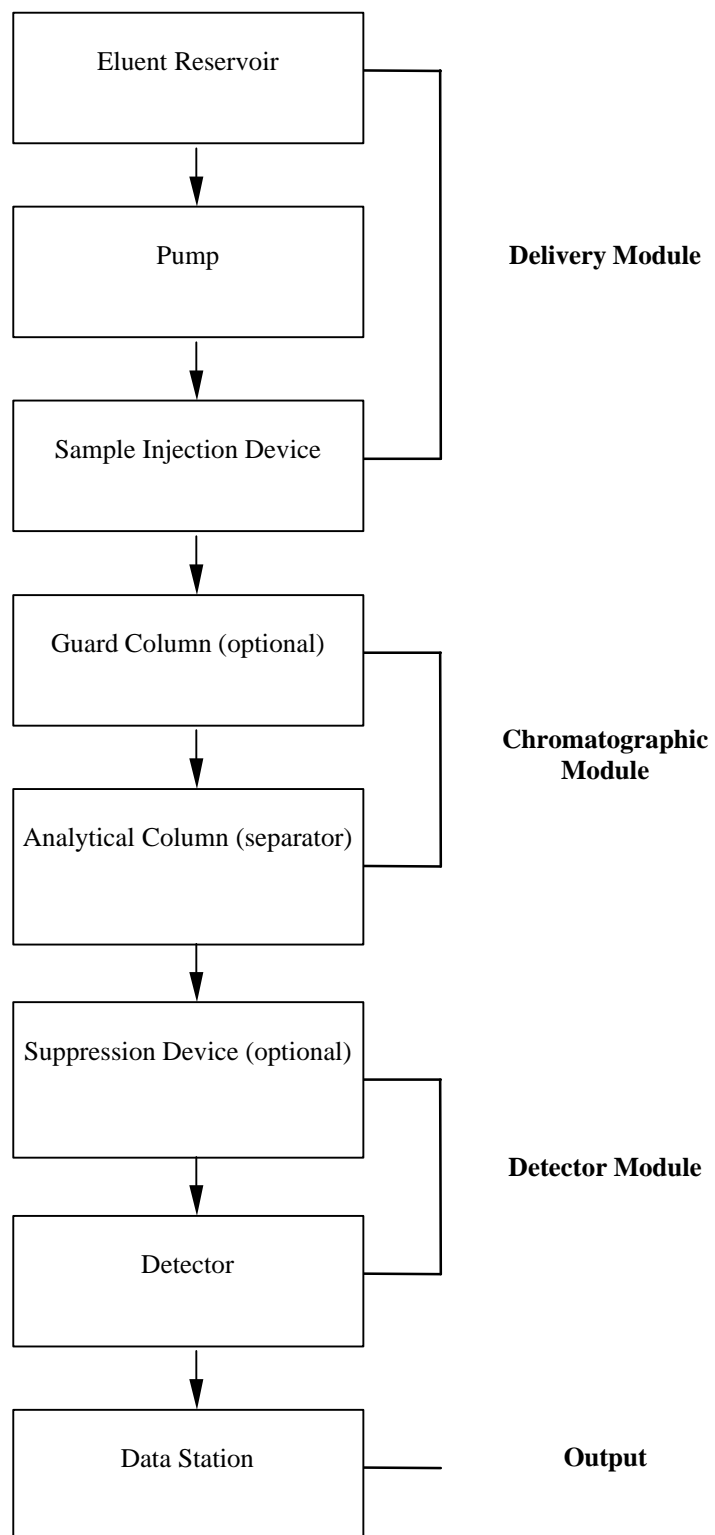 Eluent Reservoir
Pump
Delivery Module
Sample Injection Device
Guard Column (optional)
Chromatographic
Module
Analytical Column (separator)
Suppression Device (optional)
Detector Module
Detector
Data Station
Output